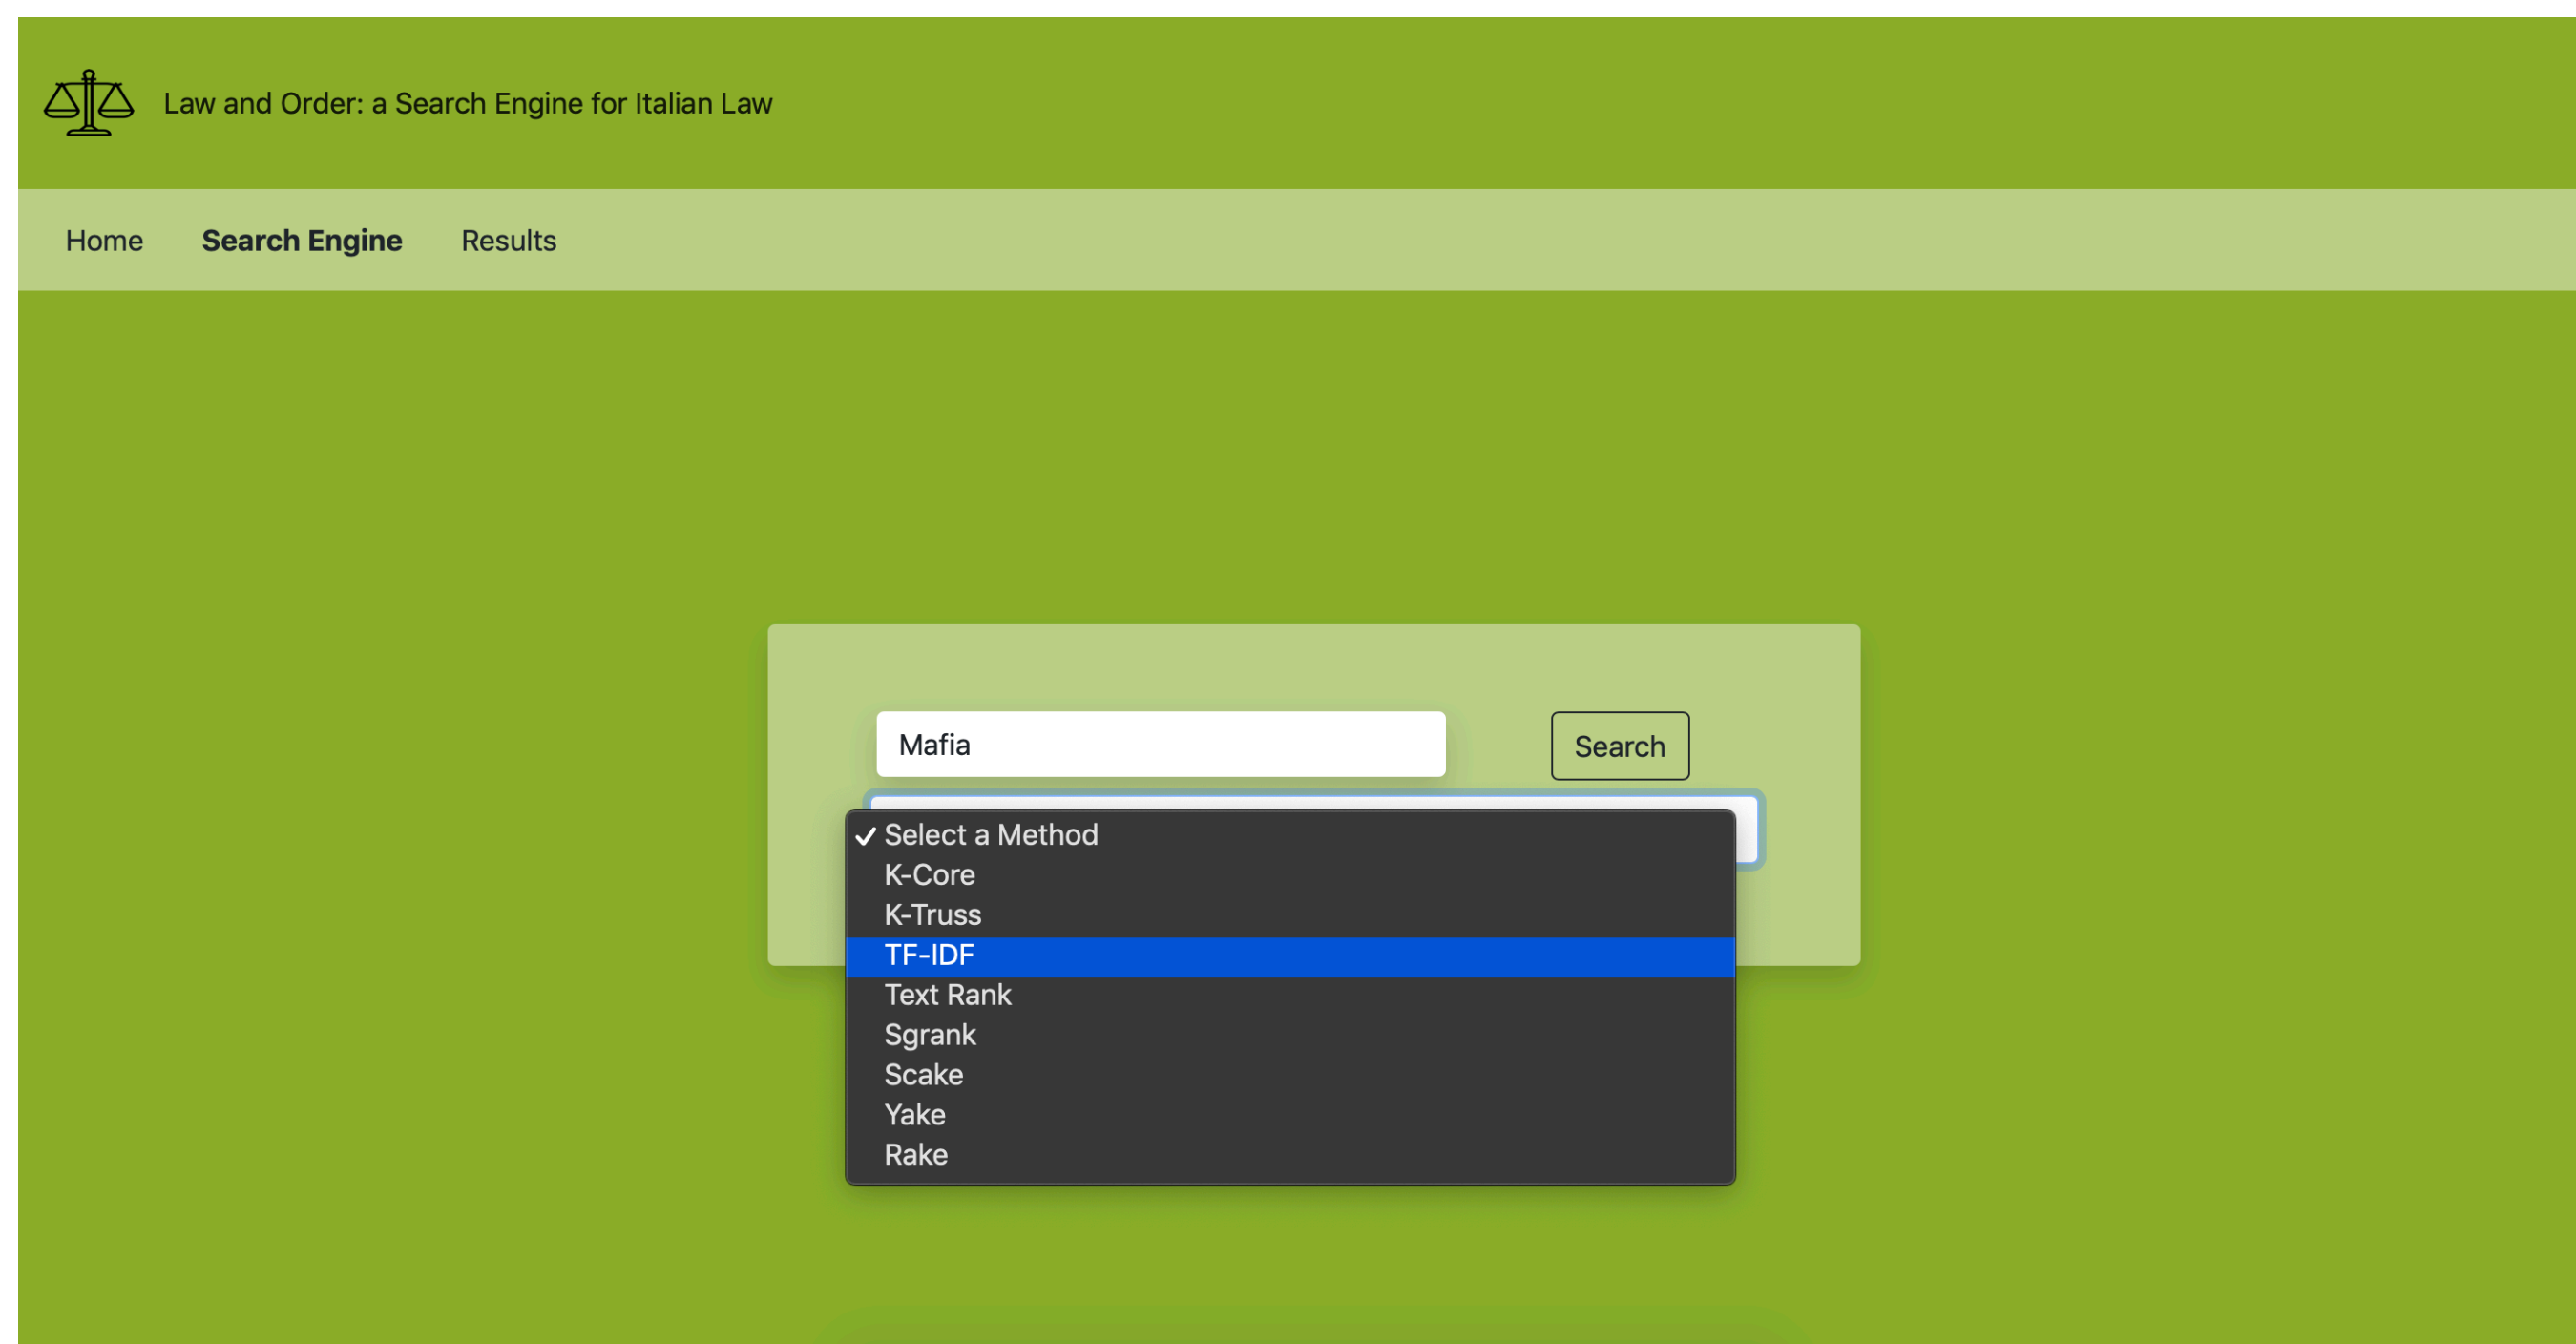 Law and Order: a Search Engine for Italian Law
Home Search Engine Results
Mafia Search
Select a Method
K-Core
K-Truss
TF-IDF
Text Rank
Sgrank
Scake
Yake
Rake